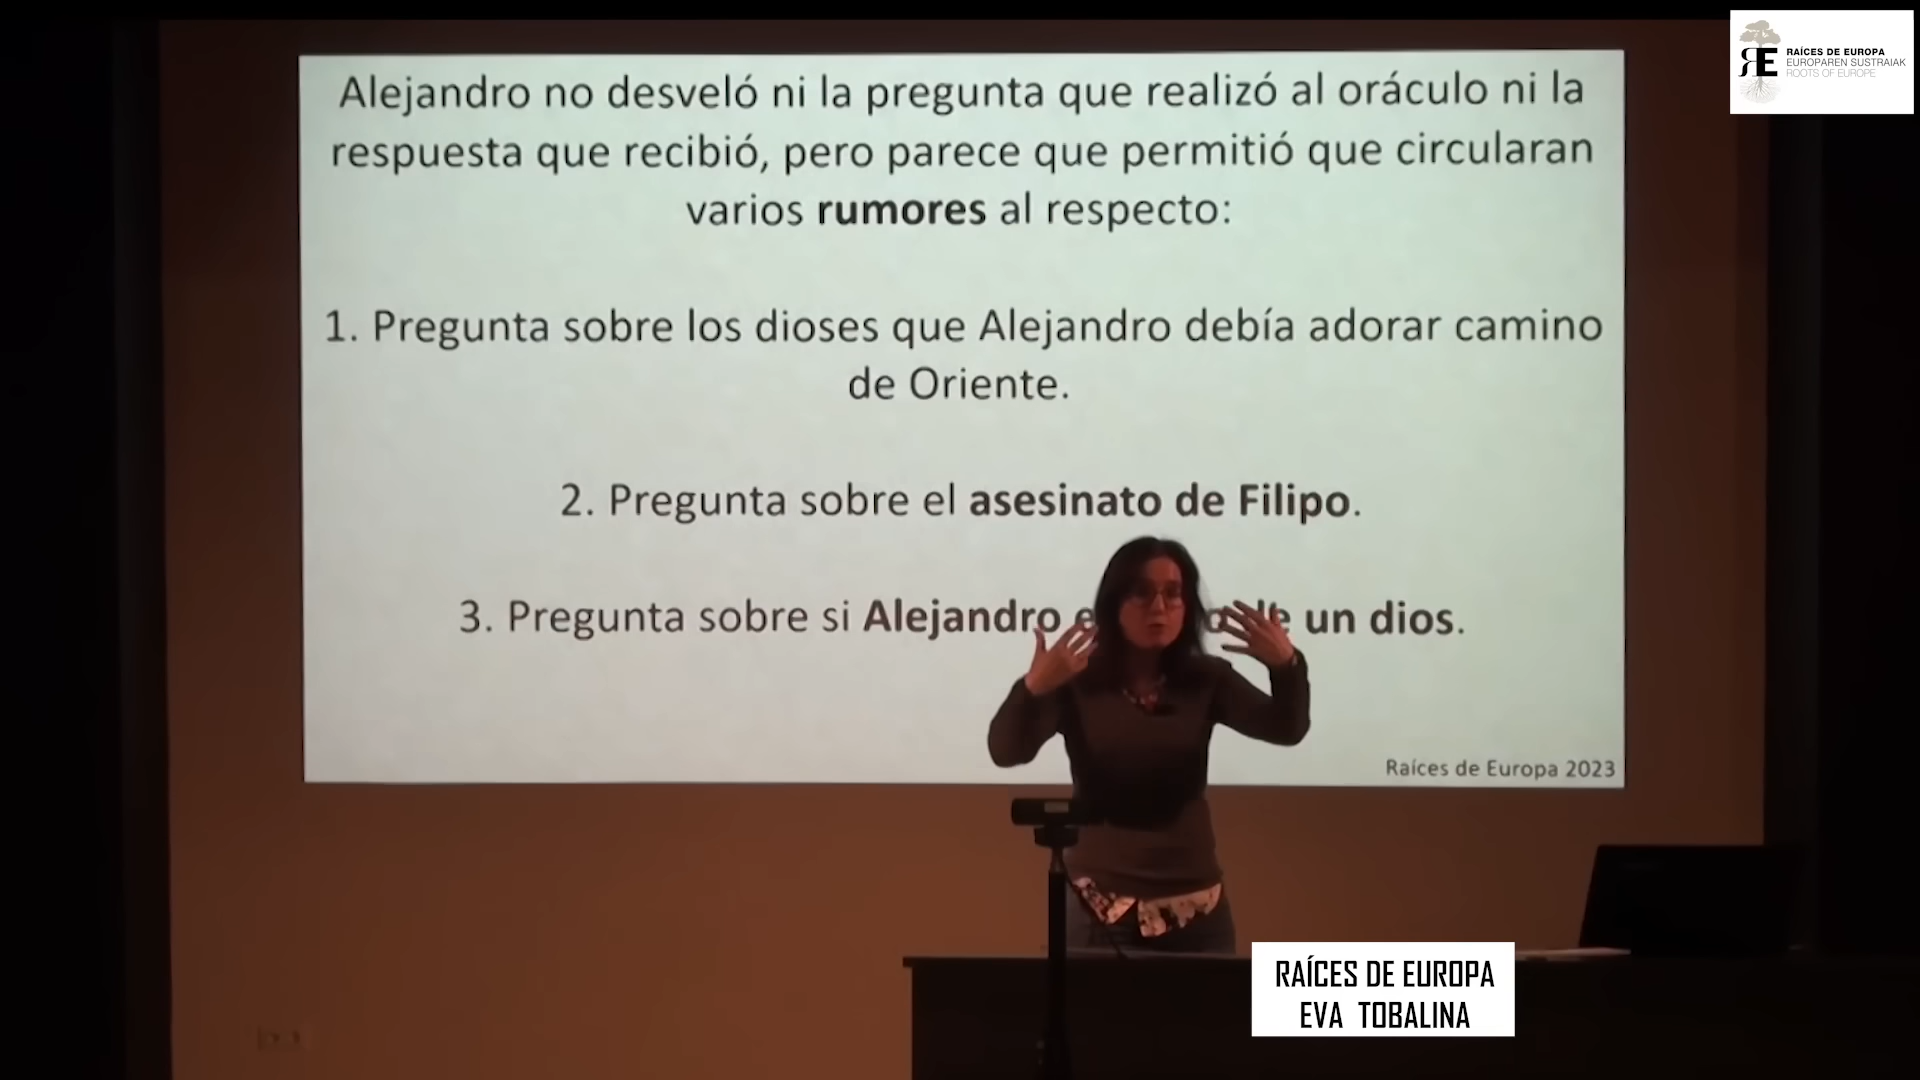 RAÍCES DE EUROPA
EUROPAREN SUSTRAIAK
ROOTS OF EUROPE
Alejandro no desveló ni la pregunta que realizó al oráculo ni la
respuesta que recibió, pero parece que permitió que circularan
varios rumores al respecto:
1. Pregunta sobre los dioses que Alejandro debía adorar camino
de Oriente.
2. Pregunta sobre el asesinato de Filipo.
3. Pregunta sobre si Alejandro un dios.
Raíces de Europa 2023
RAÍCES DE EUROPA
EVA TOBALINA